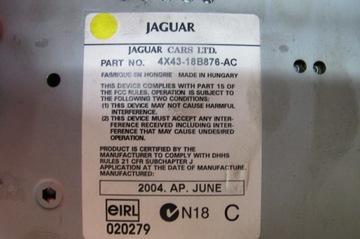 JAGUAR
JAGUAR CARS LTD.
PART NO. 4X43-18B876-AC
FABRIQUE EN HONGRIE - MADE IN HUNGARY
THIS DEVICE COMPLIES WITH PART 15 OF
THE FCC RULES. OPERATION IS SUBJECT TO
THE FOLLOWING TWO CONDITIONS:
(1) THIS DEVICE MAY NOT CAUSE HARMFUL
INTERFERENCE.
(2) THIS DEVICE MUST ACCEPT ANY INTER-
FERENCE RECEIVED INCLUDING INTER-
FERENCE THAT MAY CAUSE UNDESIRED
OPERATION.
PRODUCT IS CERTIFIED BY THE
MANUFACTURER TO COMPLY WITH DHHS
RULES 21 CFR SUBCHAPTER J
APPLICATION AT THE DATE OF MANUFACTURE.
MANUFACTURED:
2004. AP. JUNE
eIRL
020279
N18
C